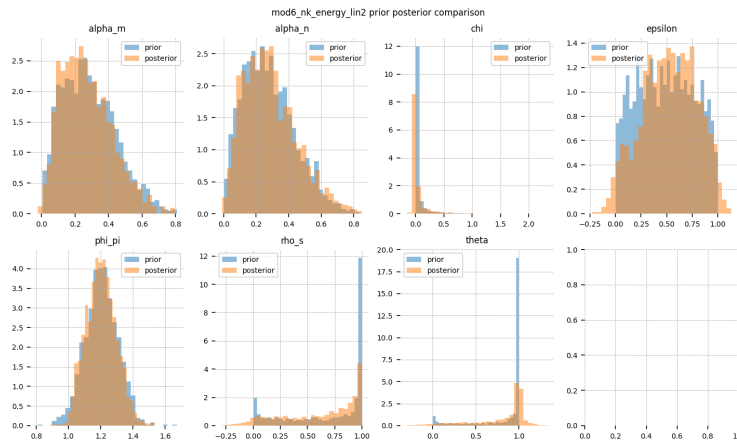 mod6_nk_energy_lin2 prior posterior comparison
alpha_m
prior
posterior
2.5
2.0
1.5
1.0
0.5
0.0
0.0 0.2 0.4 0.6 0.8
alpha_n
prior
posterior
2.5
2.0
1.5
1.0
0.5
0.0
0.0 0.2 0.4 0.6 0.8
chi
prior
posterior
12
10
8
6
4
2
0
0.0 0.5 1.0 1.5 2.0
epsilon
prior
posterior
1.4
1.2
1.0
0.8
0.6
0.4
0.2
0.0
−0.25 0.00 0.25 0.50 0.75 1.00
phi_pi
prior
posterior
4.0
3.5
3.0
2.5
2.0
1.5
1.0
0.5
0.0
0.8 1.0 1.2 1.4 1.6
rho_s
prior
posterior
12
10
8
6
4
2
0
−0.25 0.00 0.25 0.50 0.75 1.00
theta
prior
posterior
20.0
17.5
15.0
12.5
10.0
7.5
5.0
2.5
0.0
0.0 0.5 1.0
1.0
0.8
0.6
0.4
0.2
0.0
0.0 0.2 0.4 0.6 0.8 1.0